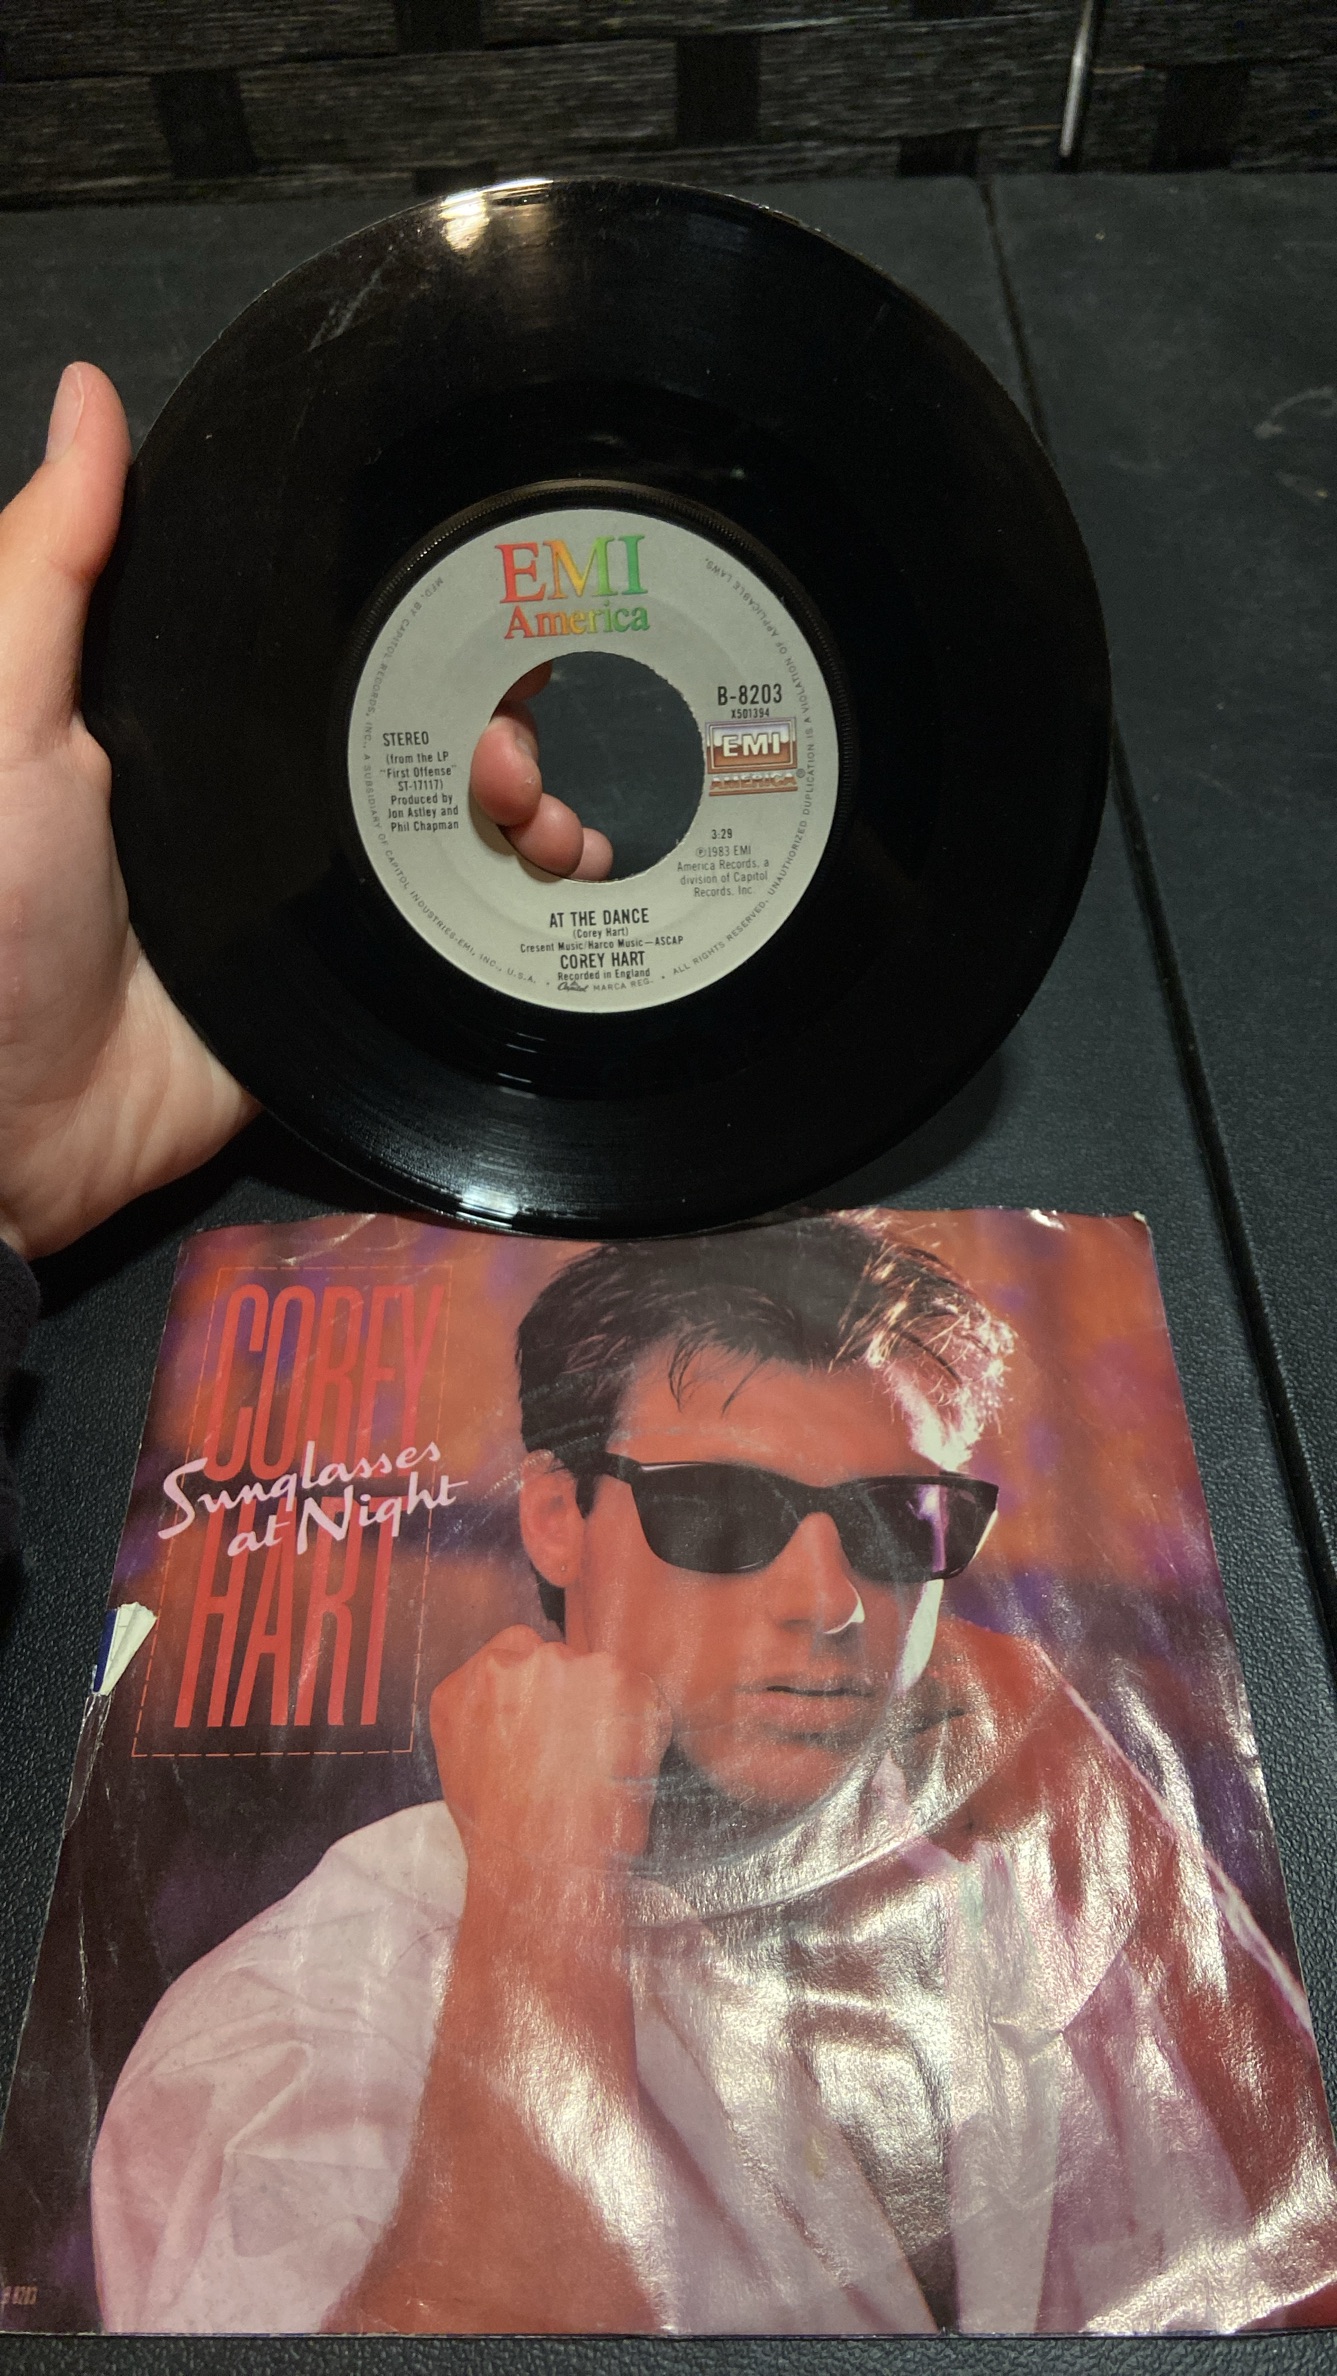 EMI
America
B-8203
X501394
EMI
AMERICA®
STEREO
(from the LP
"First Offense"
ST-17117)
Produced by
Jon Astley and
Phil Chapman
3:29
Ⓟ1983 EMI
America Records, a
division of Capitol
Records, Inc.
AT THE DANCE
(Corey Hart)
Cresent Music/Harco Music—ASCAP
COREY HART
Recorded in England
MFD. BY CAPITOL RECORDS, INC., A SUBSIDIARY OF CAPITOL INDUSTRIES-EMI, INC., U.S.A. • Capitol MARCA REG. • ALL RIGHTS RESERVED. UNAUTHORIZED DUPLICATION IS A VIOLATION OF APPLICABLE LAWS.
COREY
Sunglasses
at Night
HART
8203